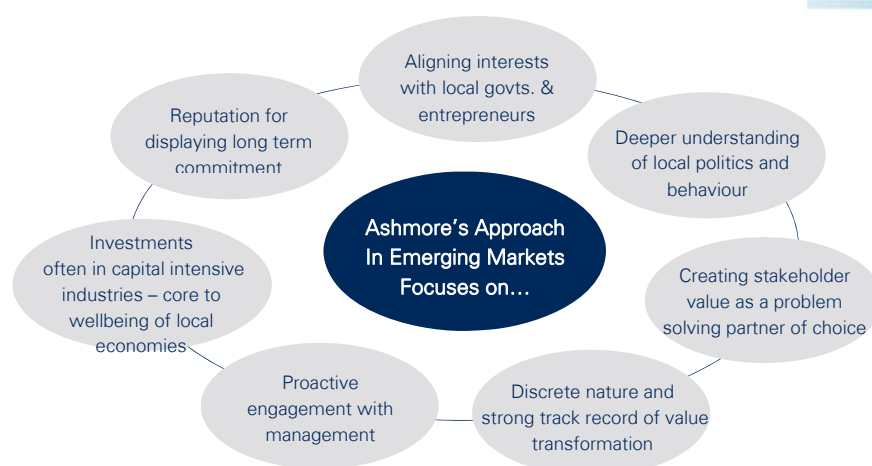 Aligning interests
with local govts. &
entrepreneurs
Reputation for
displaying long term
commitment
Deeper understanding
of local politics and
behaviour
Ashmore's Approach
In Emerging Markets
Focuses on…
Investments
often in capital intensive
industries – core to
wellbeing of local
economies
Creating stakeholder
value as a problem
solving partner of choice
Proactive
engagement with
management
Discrete nature and
strong track record of value
transformation